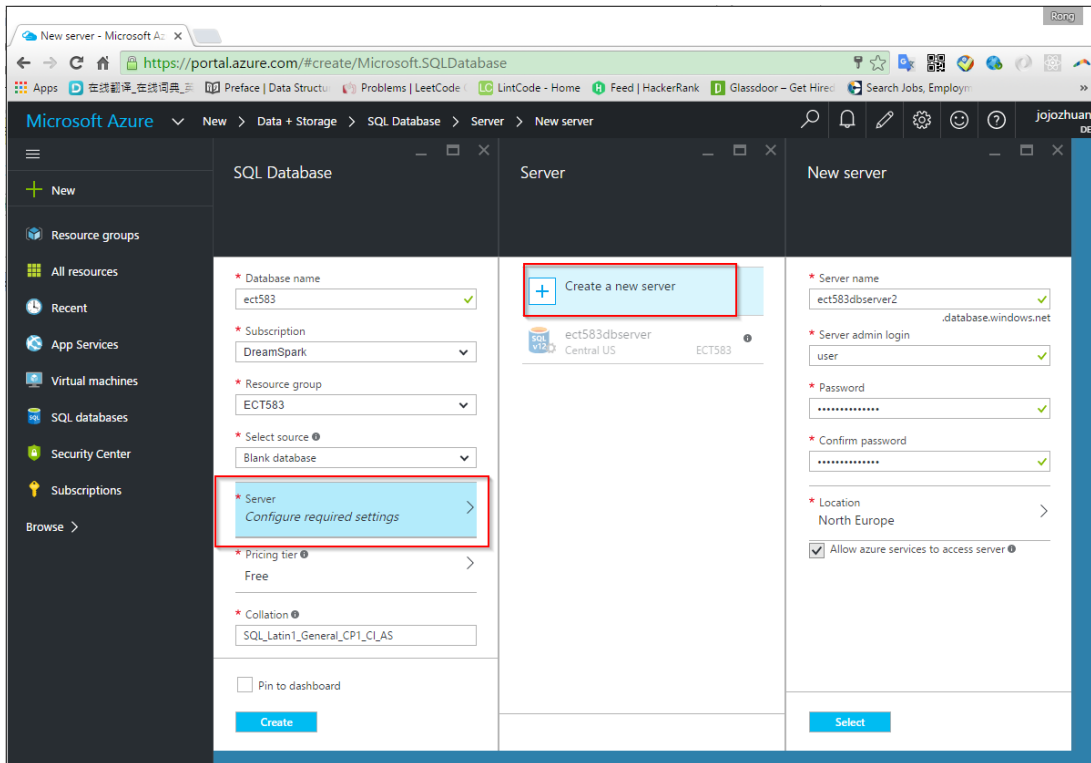 Rong
New server - Microsoft Az
https://portal.azure.com/#create/Microsoft.SQLDatabase
Apps 在线翻译_在线词典_英 Preface | Data Structu Problems | LeetCode LintCode - Home Feed | HackerRank Glassdoor – Get Hired Search Jobs, Employm »
Microsoft Azure New > Data + Storage > SQL Database > Server > New server jojozhuan
DE
New
Resource groups
All resources
Recent
App Services
Virtual machines
SQL databases
Security Center
Subscriptions
Browse >
SQL Database
* Database name
ect583
* Subscription
DreamSpark
* Resource group
ECT583
* Select source
Blank database
* Server
Configure required settings
* Pricing tier
Free
* Collation
SQL_Latin1_General_CP1_CI_AS
Pin to dashboard
Create
Server
Create a new server
SQL
v12
ect583dbserver
Central US ECT583
New server
* Server name
ect583dbserver2
.database.windows.net
* Server admin login
user
* Password
••••••••••••••
* Confirm password
••••••••••••••
* Location
North Europe
Allow azure services to access server
Select